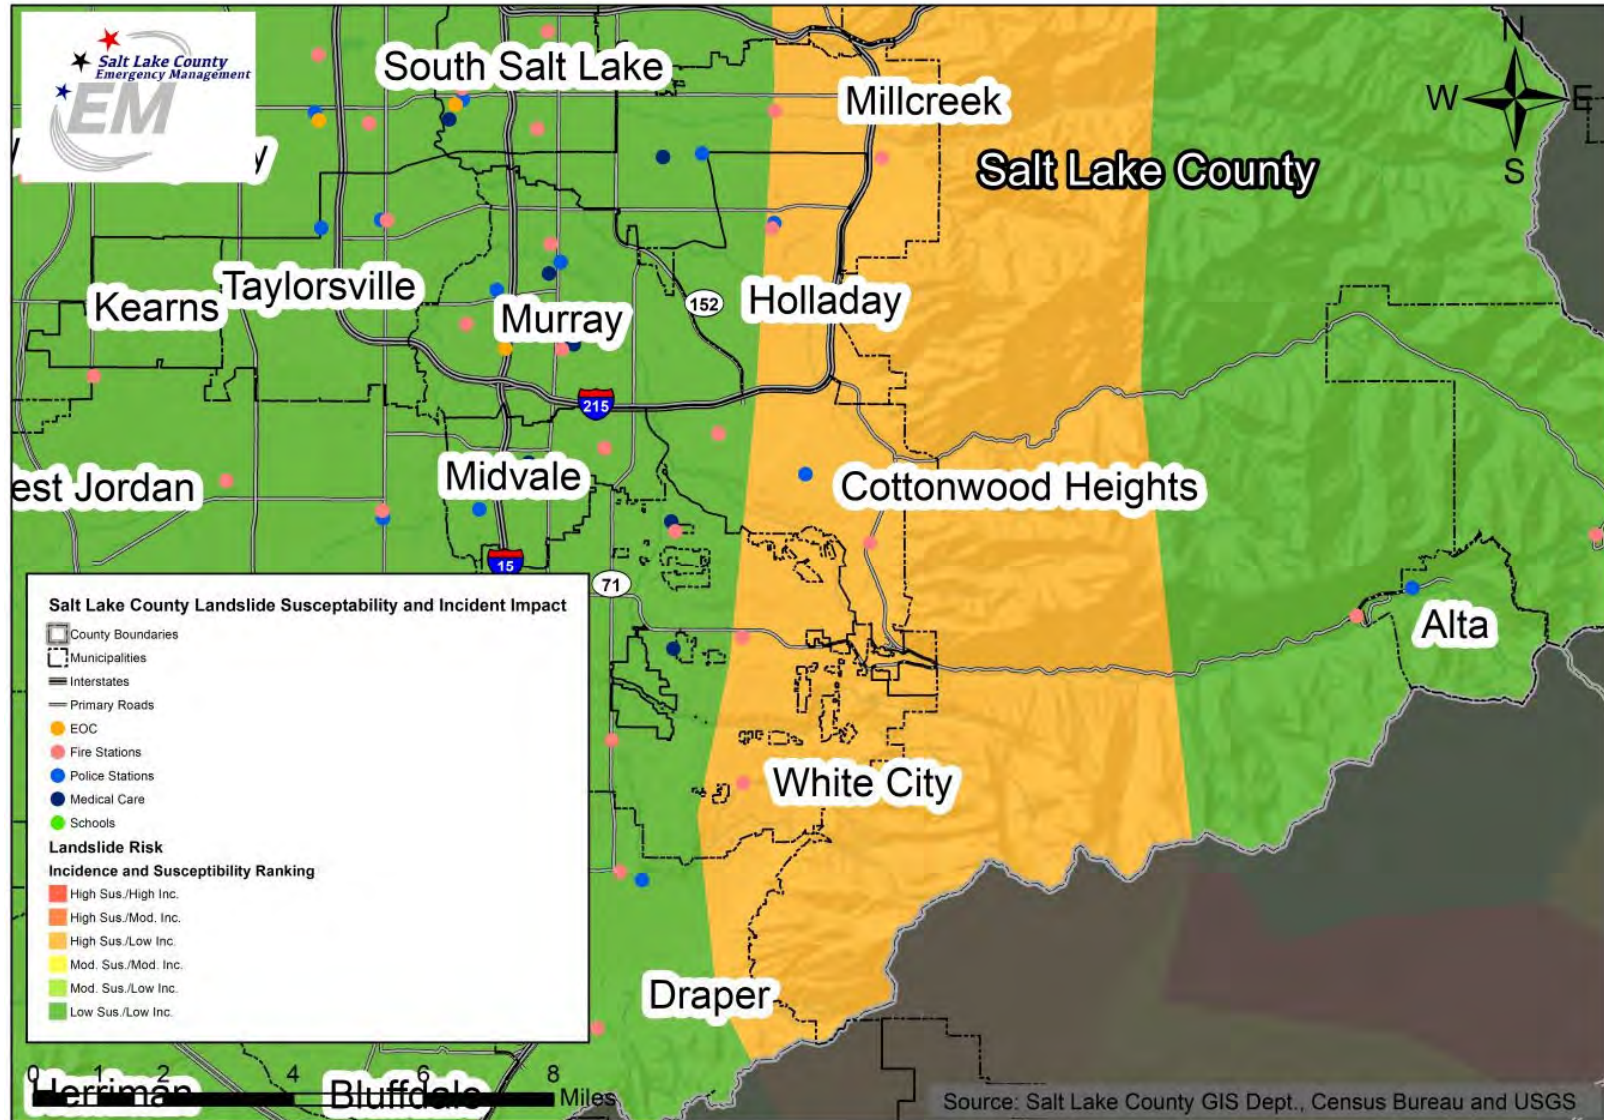 Salt Lake County
Emergency Management
EM
South Salt Lake
Millcreek
N
W
E
S
Salt Lake County
Kearns
Taylorsville
Murray
152
Holladay
215
est Jordan
Midvale
Cottonwood Heights
15
71
Alta
White City
Draper
Salt Lake County Landslide Susceptability and Incident Impact
County Boundaries
Municipalities
Interstates
Primary Roads
EOC
Fire Stations
Police Stations
Medical Care
Schools
Landslide Risk
Incidence and Susceptibility Ranking
High Sus./High Inc.
High Sus./Mod. Inc.
High Sus./Low Inc.
Mod. Sus./Mod. Inc.
Mod. Sus./Low Inc.
Low Sus./Low Inc.
0 1 2 4 6 8
Miles
Herriman
Bluffdale
Source: Salt Lake County GIS Dept., Census Bureau and USGS